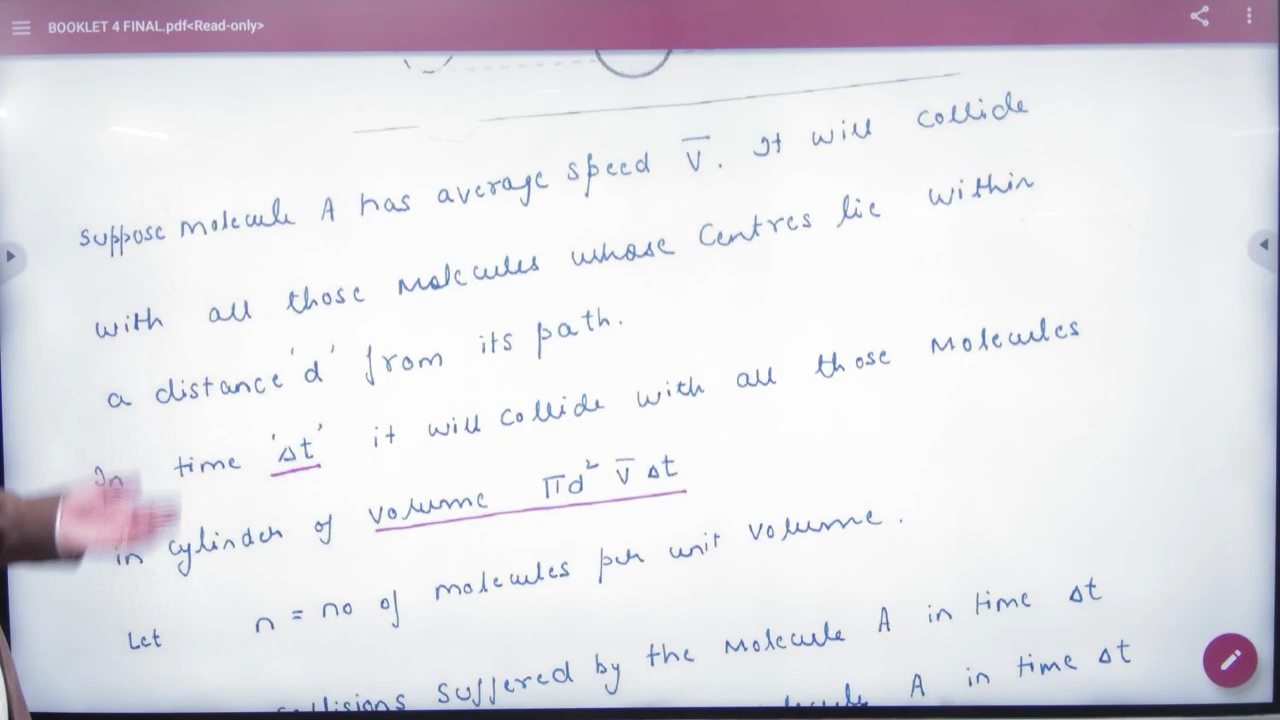 BOOKLET 4 FINAL.pdf<Read-only>
Suppose molecule A has average speed V̅. It will collide
with all those molecules whose centres lie within
a distance 'd' from its path.
In time 'Δt' it will collide with all those molecules
in cylinder of volume πd² V̅ Δt
Let n = no of molecules per unit volume.
collisions suffered by the molecule A in time Δt
molecule A in time Δt